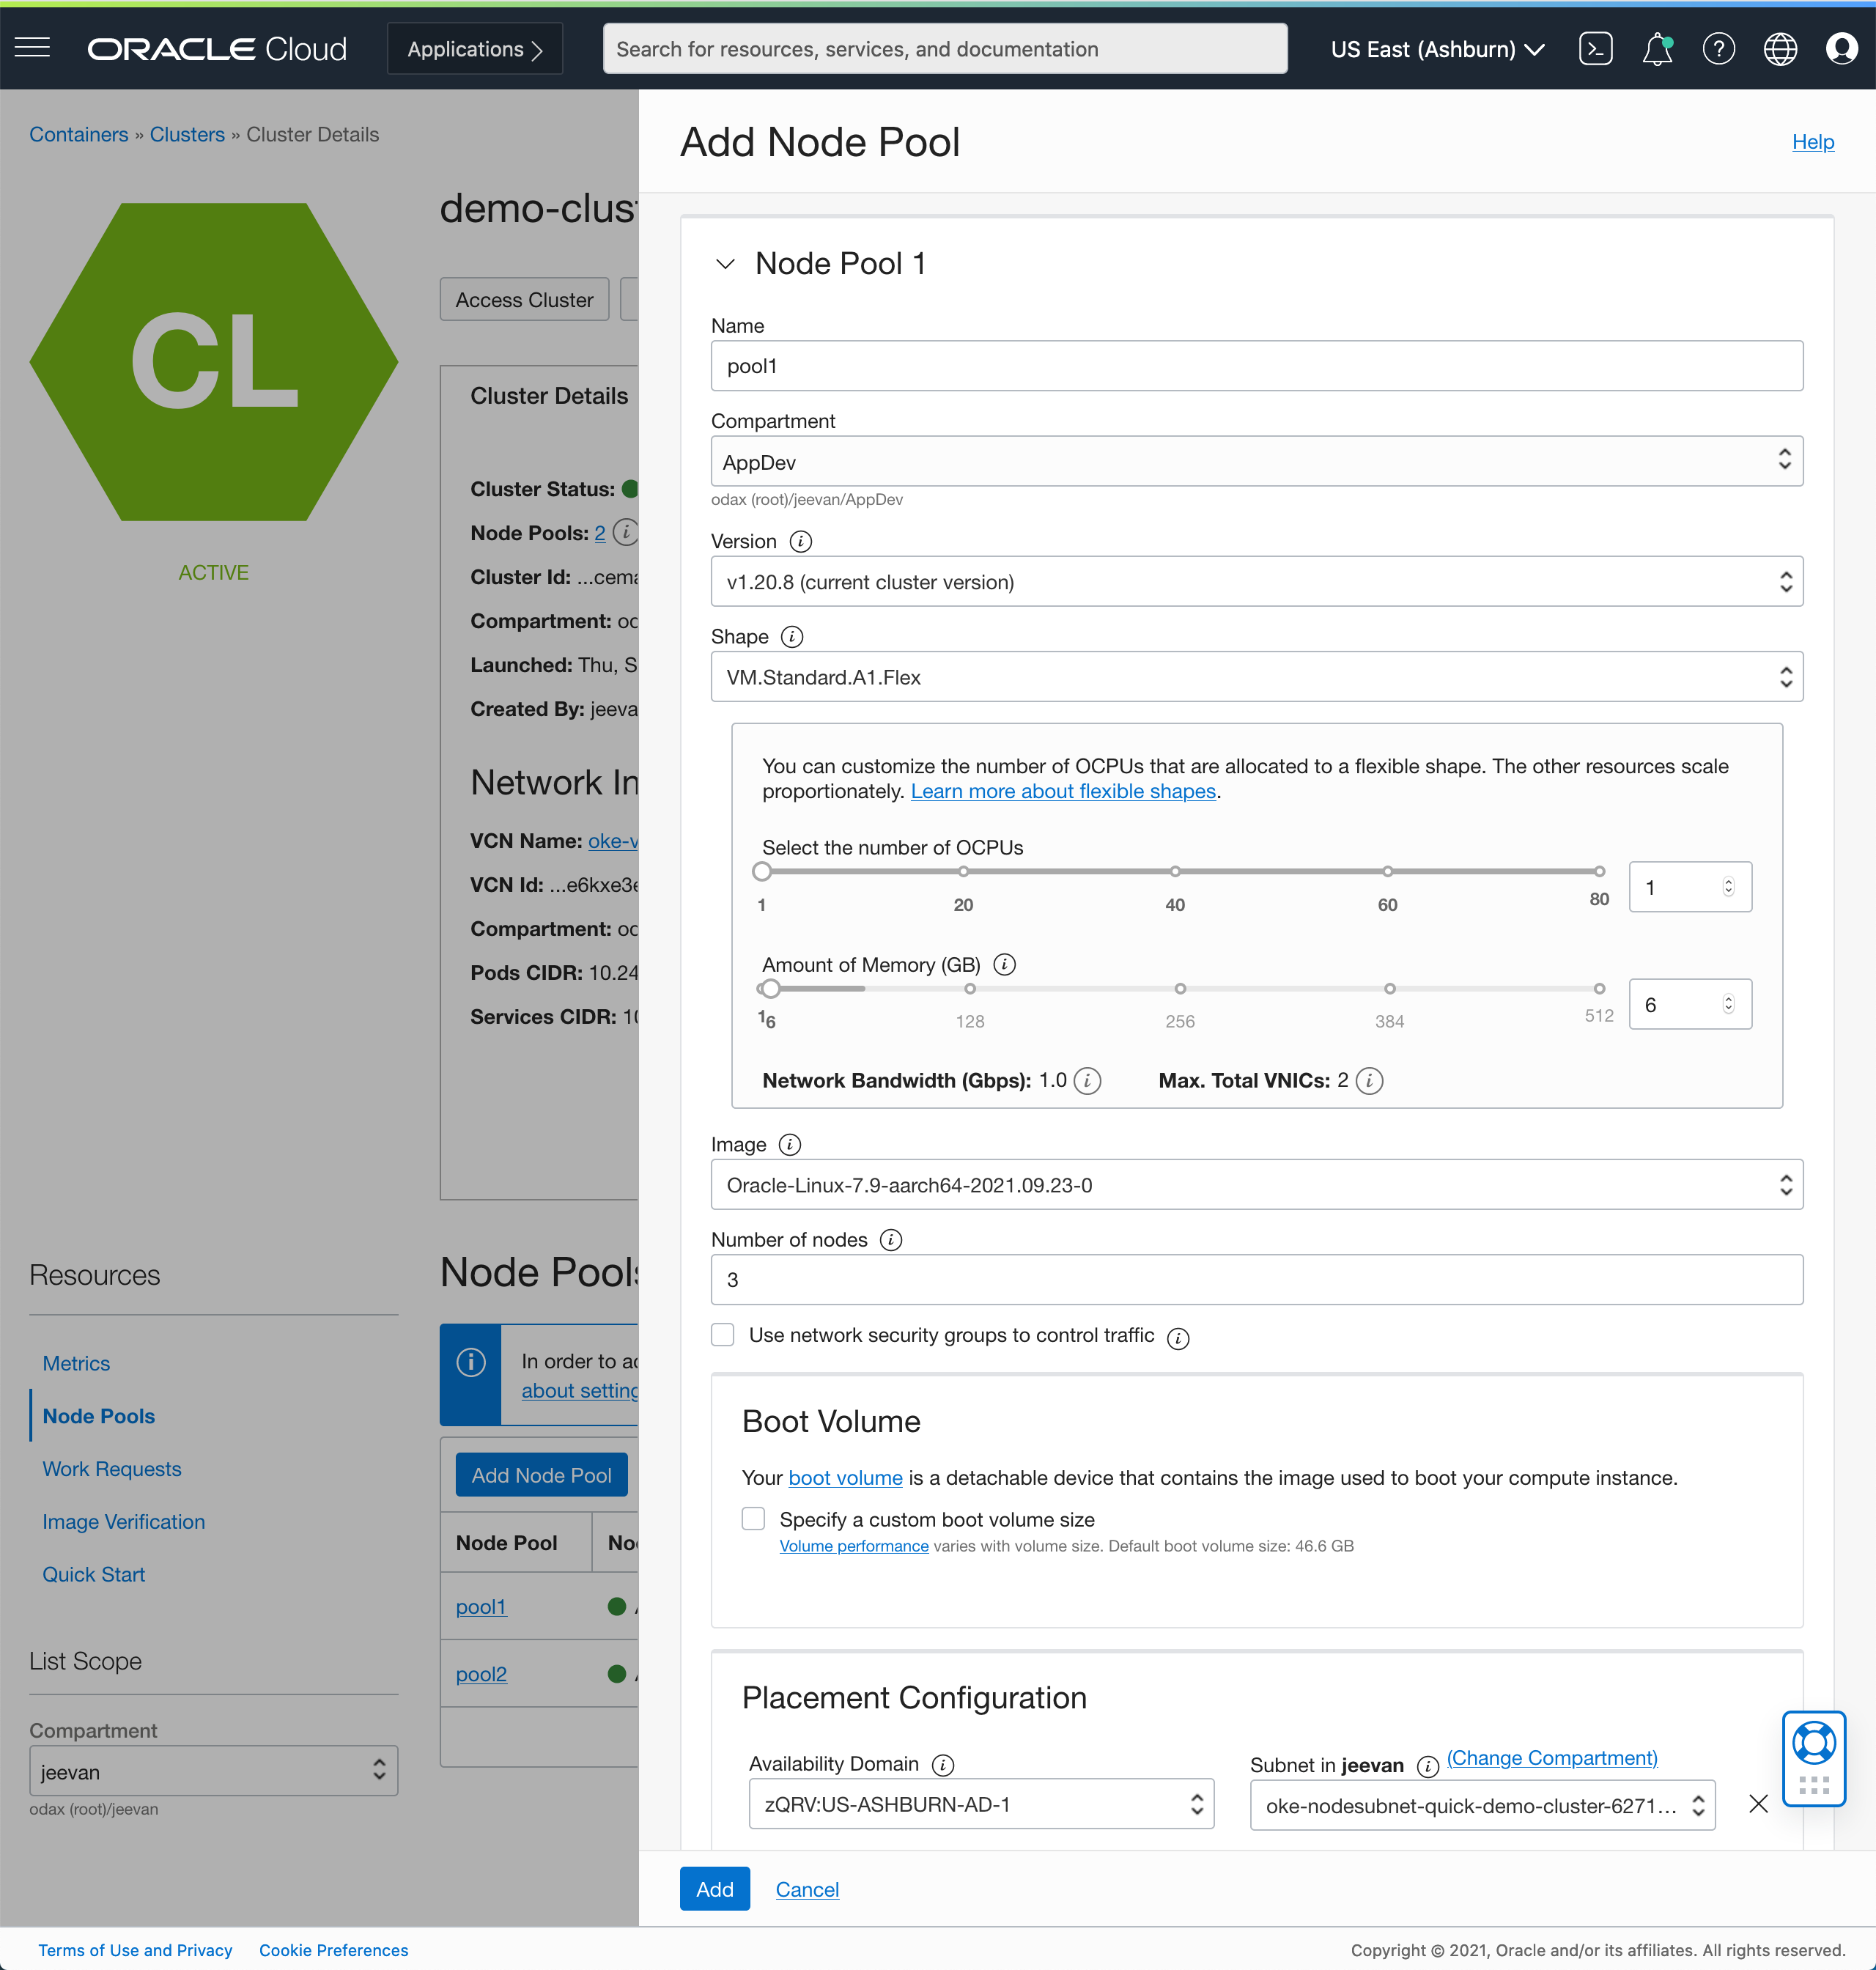 ORACLE Cloud
Applications
Search for resources, services, and documentation
US East (Ashburn)
Containers » Clusters » Cluster Details
CL
ACTIVE
demo-clust
Access Cluster
Cluster Details
Cluster Status:
Node Pools: 2
Cluster Id: ...cema
Compartment: od
Launched: Thu, S
Created By: jeeva
Network In
VCN Name: oke-v
VCN Id: ...e6kxe3e
Compartment: od
Pods CIDR: 10.24
Services CIDR: 10
Resources
Metrics
Node Pools
Work Requests
Image Verification
Quick Start
List Scope
Compartment
jeevan
odax (root)/jeevan
Node Pools
In order to ac
about setting
Add Node Pool
Node Pool
No
pool1
pool2
Add Node Pool
Help
Node Pool 1
Name
pool1
Compartment
AppDev
odax (root)/jeevan/AppDev
Version
v1.20.8 (current cluster version)
Shape
VM.Standard.A1.Flex
You can customize the number of OCPUs that are allocated to a flexible shape. The other resources scale
proportionately. Learn more about flexible shapes.
Select the number of OCPUs
1 20 40 60 80
1
Amount of Memory (GB)
1 6 128 256 384 512
6
Network Bandwidth (Gbps): 1.0 Max. Total VNICs: 2
Image
Oracle-Linux-7.9-aarch64-2021.09.23-0
Number of nodes
3
Use network security groups to control traffic
Boot Volume
Your boot volume is a detachable device that contains the image used to boot your compute instance.
Specify a custom boot volume size
Volume performance varies with volume size. Default boot volume size: 46.6 GB
Placement Configuration
Availability Domain
zQRV:US-ASHBURN-AD-1
Subnet in jeevan (Change Compartment)
oke-nodesubnet-quick-demo-cluster-6271...
Add
Cancel
Terms of Use and Privacy
Cookie Preferences
Copyright © 2021, Oracle and/or its affiliates. All rights reserved.